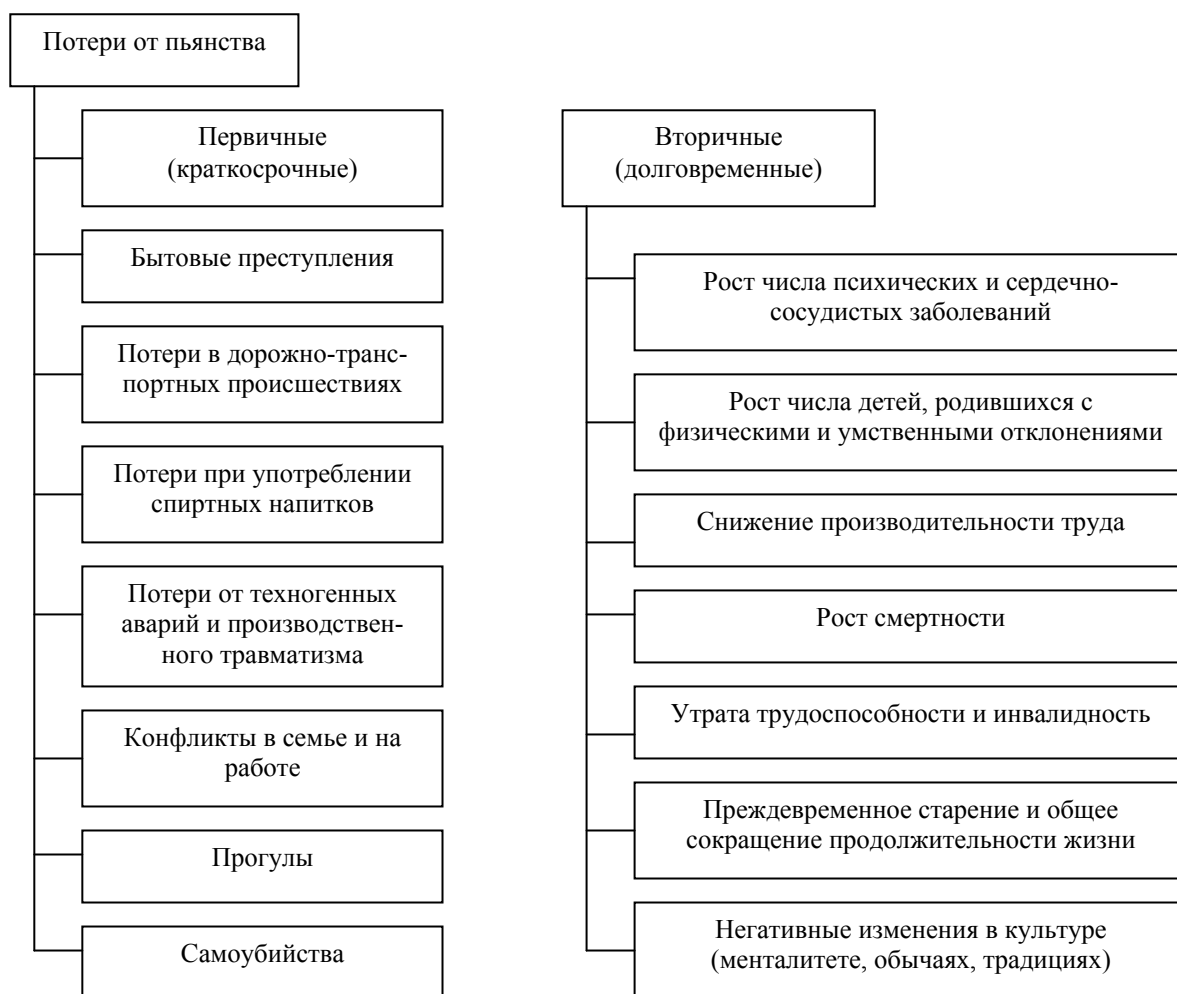 Потери от пьянства
Первичные
(краткосрочные)
Бытовые преступления
Потери в дорожно-транс-
портных происшествиях
Потери при употреблении
спиртных напитков
Потери от техногенных
аварий и производствен-
ного травматизма
Конфликты в семье и на
работе
Прогулы
Самоубийства
Вторичные
(долговременные)
Рост числа психических и сердечно-
сосудистых заболеваний
Рост числа детей, родившихся с
физическими и умственными отклонениями
Снижение производительности труда
Рост смертности
Утрата трудоспособности и инвалидность
Преждевременное старение и общее
сокращение продолжительности жизни
Негативные изменения в культуре
(менталитете, обычаях, традициях)